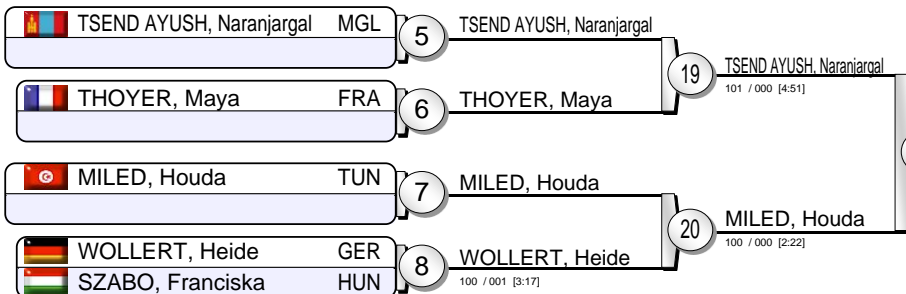 TSEND AYUSH, Naranjargal MGL
5
TSEND AYUSH, Naranjargal
THOYER, Maya FRA
6
THOYER, Maya
19
TSEND AYUSH, Naranjargal
101 / 000 [4:51]
MILED, Houda TUN
7
MILED, Houda
WOLLERT, Heide GER
SZABO, Franciska HUN
8
WOLLERT, Heide
100 / 001 [3:17]
20
MILED, Houda
100 / 000 [2:22]